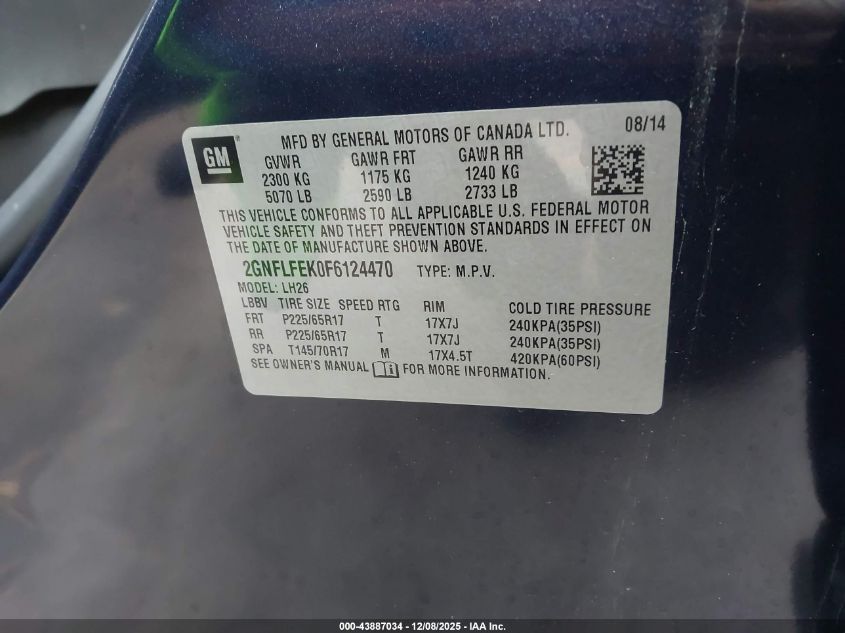 GM®
MFD BY GENERAL MOTORS OF CANADA LTD. 08/14
GVWR GAWR FRT GAWR RR
2300 KG 1175 KG 1240 KG
5070 LB 2590 LB 2733 LB
THIS VEHICLE CONFORMS TO ALL APPLICABLE U.S. FEDERAL MOTOR
VEHICLE SAFETY AND THEFT PREVENTION STANDARDS IN EFFECT ON
THE DATE OF MANUFACTURE SHOWN ABOVE.
2GNFLFEK0F6124470 TYPE: M.P.V.
MODEL: LH26
LBBV TIRE SIZE SPEED RTG RIM COLD TIRE PRESSURE
FRT P225/65R17 T 17X7J 240KPA(35PSI)
RR P225/65R17 T 17X7J 240KPA(35PSI)
SPA T145/70R17 M 17X4.5T 420KPA(60PSI)
SEE OWNER'S MANUAL FOR MORE INFORMATION.
000-43887034 - 12/08/2025 - IAA Inc.